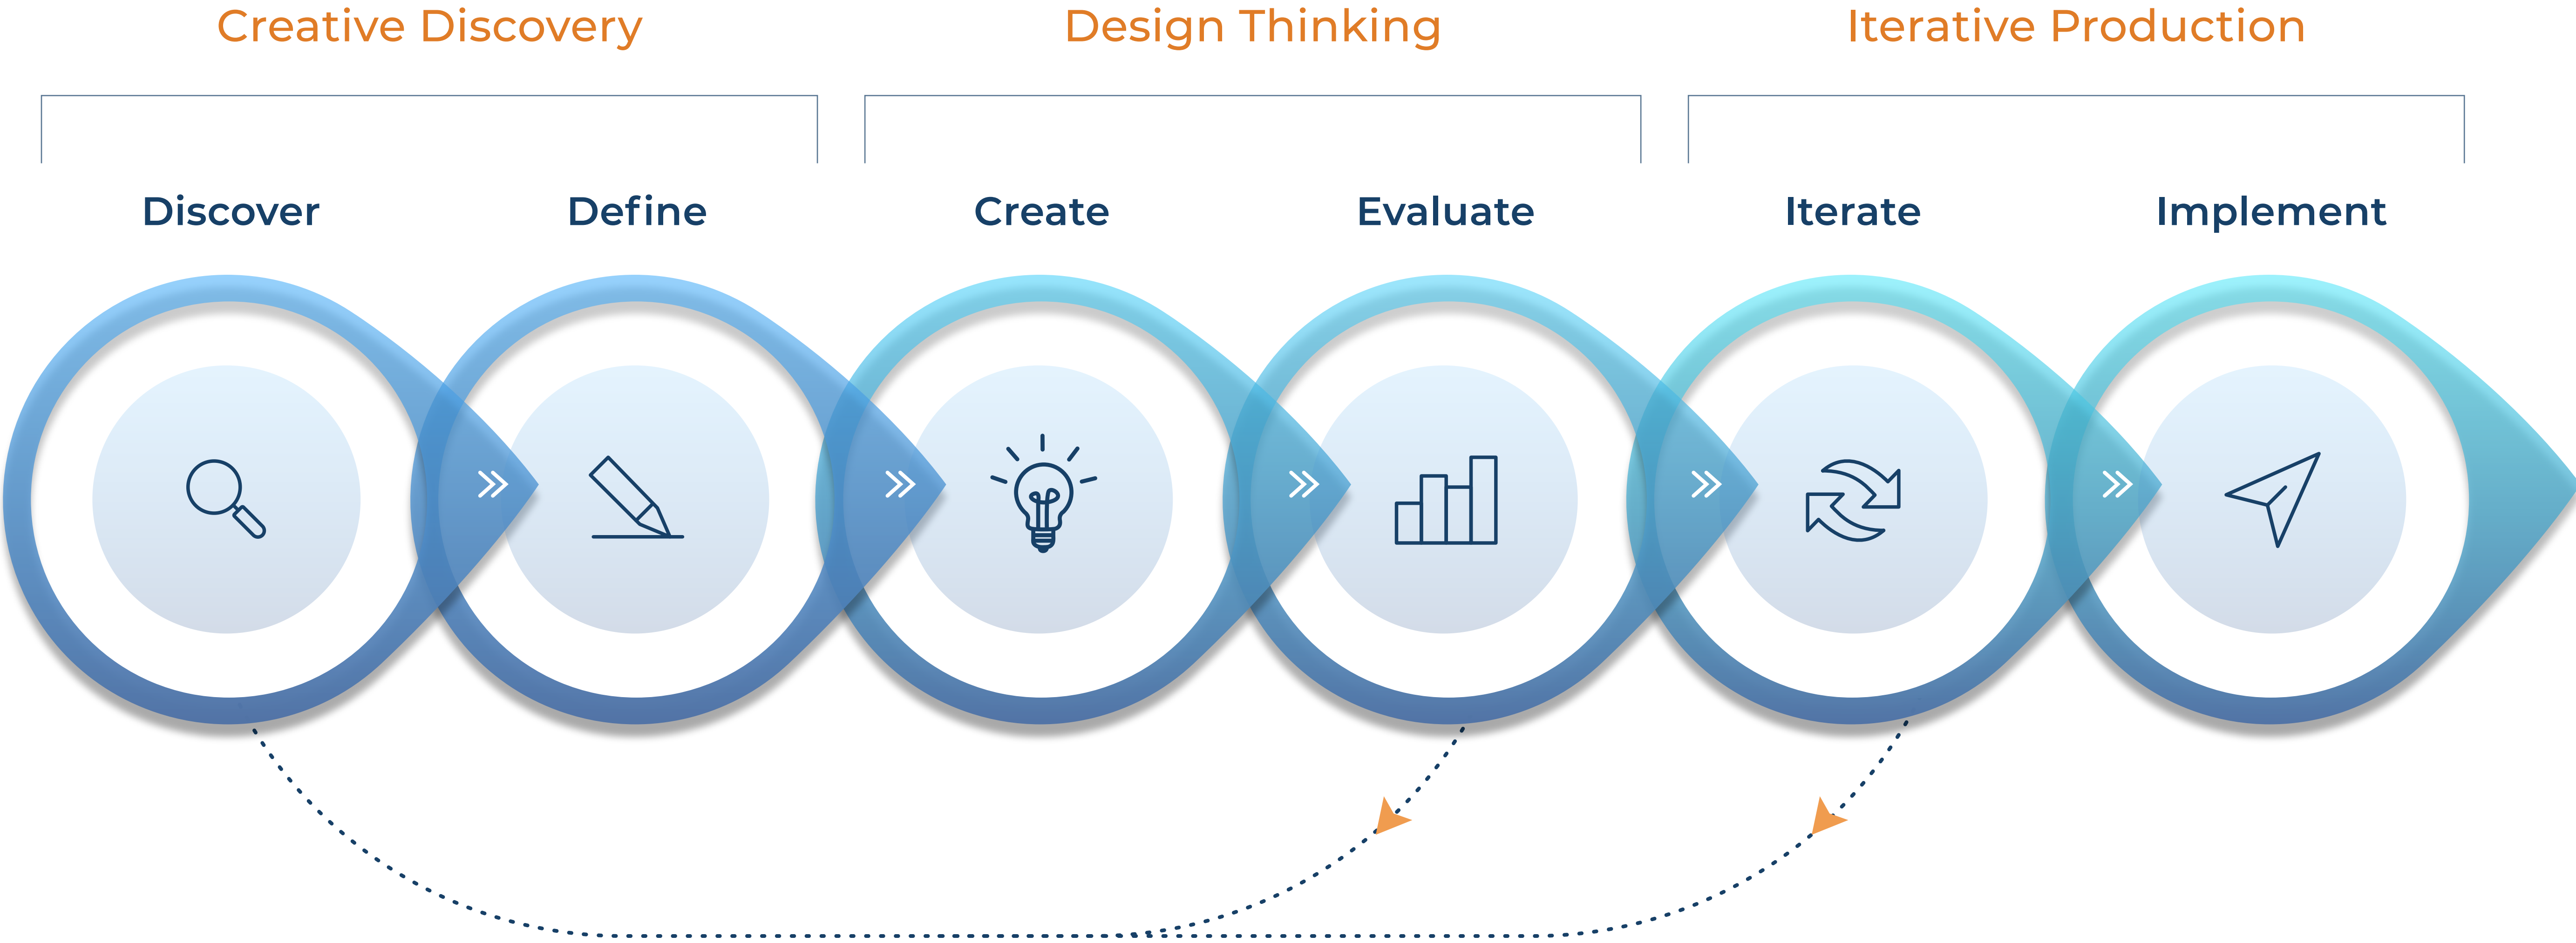 Creative Discovery
Design Thinking
Iterative Production
Discover
Define
Create
Evaluate
Iterate
Implement